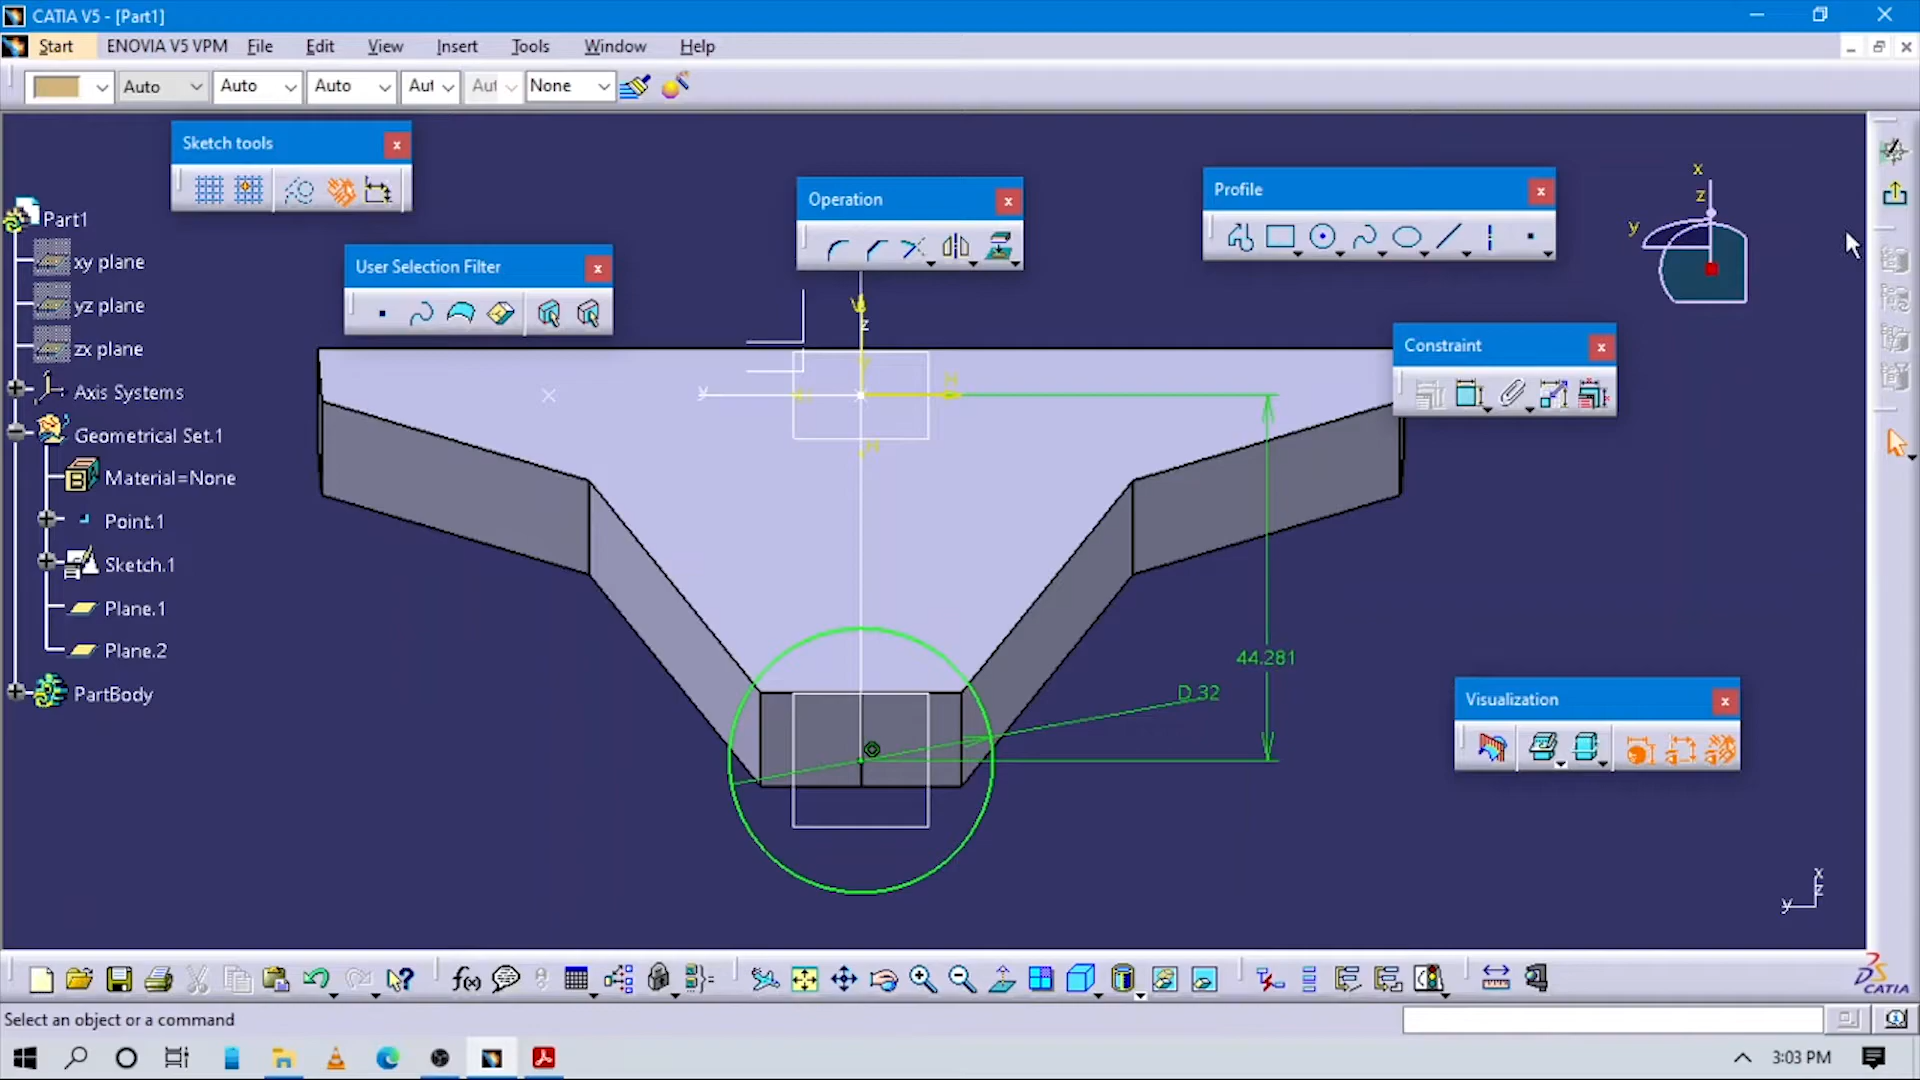 CATIA V5 - [Part1]
Start ENOVIA V5 VPM File Edit View Insert Tools Window Help
Auto Auto Auto Aut Aut None
Sketch tools
Operation
Profile
User Selection Filter
Constraint
Part1
xy plane
yz plane
zx plane
Axis Systems
Geometrical Set.1
Material=None
Point.1
Sketch.1
Plane.1
Plane.2
PartBody
x
z
y
z
y
H
V
H
44.281
D 32
Visualization
x
z
y
CATIA
Select an object or a command
3:03 PM